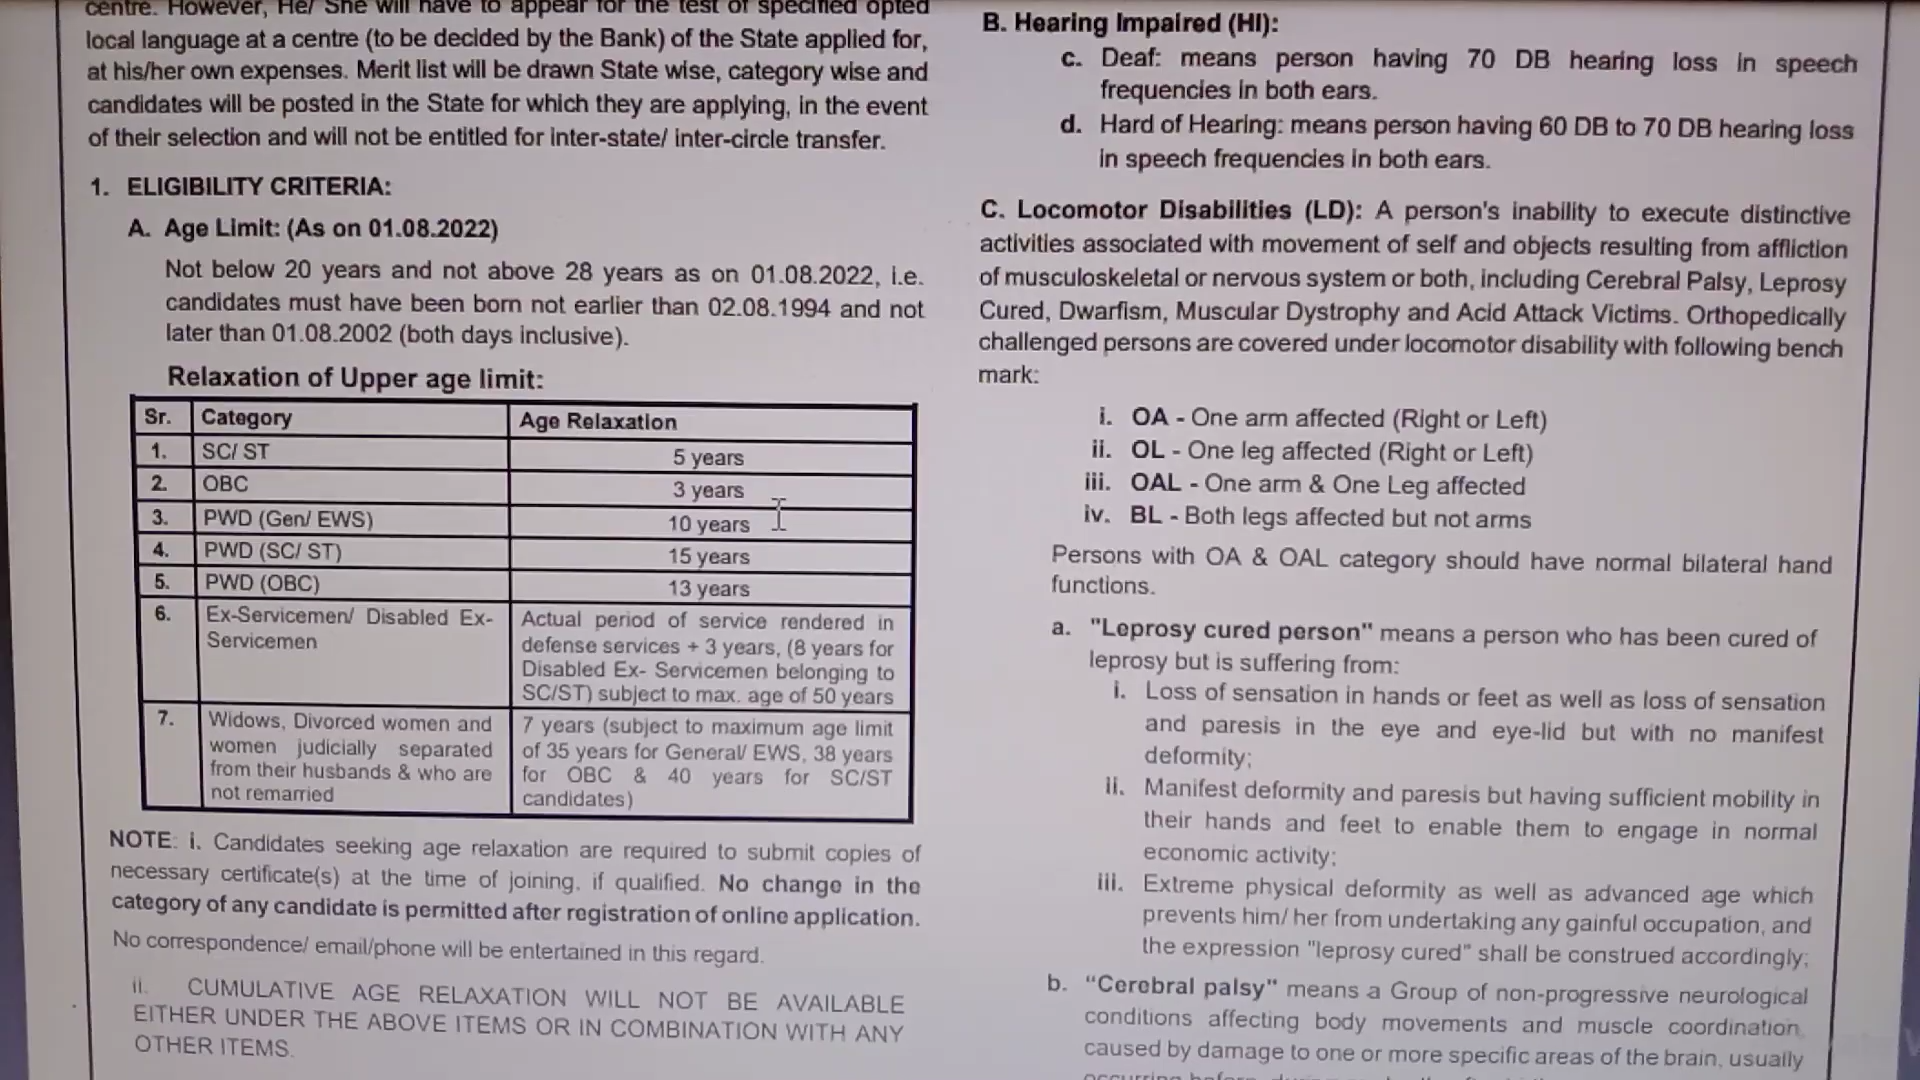 centre. However, He/ She will have to appear for the test of specified opted
local language at a centre (to be decided by the Bank) of the State applied for,
at his/her own expenses. Merit list will be drawn State wise, category wise and
candidates will be posted in the State for which they are applying, in the event
of their selection and will not be entitled for inter-state/ inter-circle transfer.
1. ELIGIBILITY CRITERIA:
A. Age Limit: (As on 01.08.2022)
Not below 20 years and not above 28 years as on 01.08.2022, i.e.
candidates must have been born not earlier than 02.08.1994 and not
later than 01.08.2002 (both days inclusive).
Relaxation of Upper age limit:
Sr. Category Age Relaxation
1. SC/ ST 5 years
2. OBC 3 years
3. PWD (Gen/ EWS) 10 years
4. PWD (SC/ ST) 15 years
5. PWD (OBC) 13 years
6. Ex-Servicemen/ Disabled Ex- Actual period of service rendered in
Servicemen defense services + 3 years, (8 years for
Disabled Ex- Servicemen belonging to
SC/ST) subject to max. age of 50 years
7. Widows, Divorced women and 7 years (subject to maximum age limit
women judicially separated of 35 years for General/ EWS, 38 years
from their husbands & who are for OBC & 40 years for SC/ST
not remarried candidates)
NOTE: i. Candidates seeking age relaxation are required to submit copies of
necessary certificate(s) at the time of joining, if qualified. No change in the
category of any candidate is permitted after registration of online application.
No correspondence/ email/phone will be entertained in this regard.
ii. CUMULATIVE AGE RELAXATION WILL NOT BE AVAILABLE
EITHER UNDER THE ABOVE ITEMS OR IN COMBINATION WITH ANY
OTHER ITEMS.
B. Hearing Impaired (HI):
c. Deaf: means person having 70 DB hearing loss in speech
frequencies in both ears.
d. Hard of Hearing: means person having 60 DB to 70 DB hearing loss
in speech frequencies in both ears.
C. Locomotor Disabilities (LD): A person's inability to execute distinctive
activities associated with movement of self and objects resulting from affliction
of musculoskeletal or nervous system or both, including Cerebral Palsy, Leprosy
Cured, Dwarfism, Muscular Dystrophy and Acid Attack Victims. Orthopedically
challenged persons are covered under locomotor disability with following bench
mark:
i. OA - One arm affected (Right or Left)
ii. OL - One leg affected (Right or Left)
iii. OAL - One arm & One Leg affected
iv. BL - Both legs affected but not arms
Persons with OA & OAL category should have normal bilateral hand
functions.
a. "Leprosy cured person" means a person who has been cured of
leprosy but is suffering from:
i. Loss of sensation in hands or feet as well as loss of sensation
and paresis in the eye and eye-lid but with no manifest
deformity;
ii. Manifest deformity and paresis but having sufficient mobility in
their hands and feet to enable them to engage in normal
economic activity;
iii. Extreme physical deformity as well as advanced age which
prevents him/ her from undertaking any gainful occupation, and
the expression "leprosy cured" shall be construed accordingly;
b. “Cerebral palsy” means a Group of non-progressive neurological
conditions affecting body movements and muscle coordination
caused by damage to one or more specific areas of the brain, usually